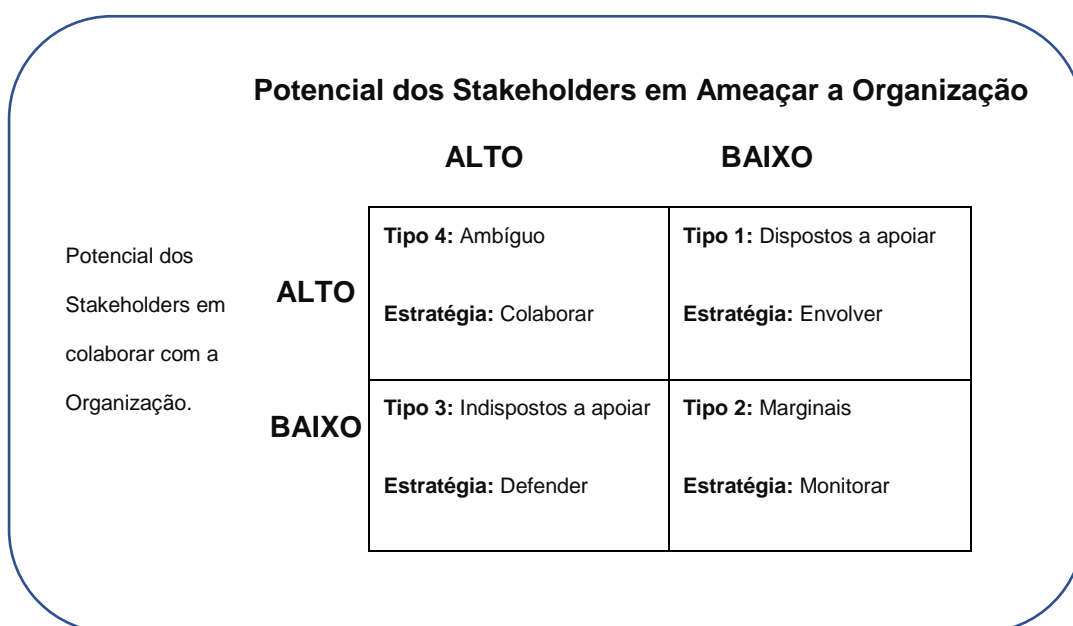 Potencial dos Stakeholders em Ameaçar a Organização
ALTO
BAIXO
Potencial dos
Stakeholders em
colaborar com a
Organização.
ALTO
Tipo 4: Ambíguo
Estratégia: Colaborar
Tipo 1: Dispostos a apoiar
Estratégia: Envolver
BAIXO
Tipo 3: Indispostos a apoiar
Estratégia: Defender
Tipo 2: Marginais
Estratégia: Monitorar